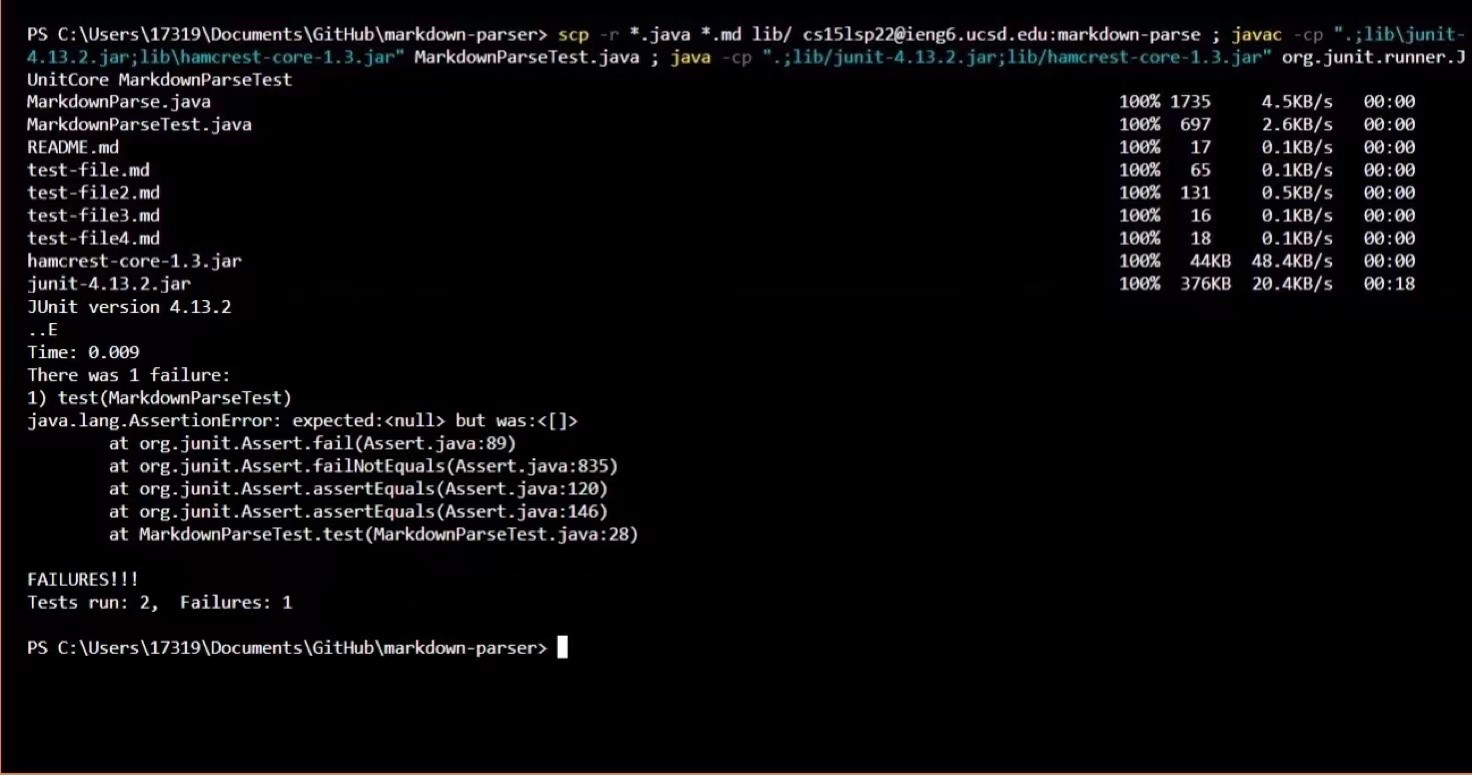 PS C:\Users\17319\Documents\GitHub\markdown-parser> scp -r *.java *.md lib/ cs15lsp22@ieng6.ucsd.edu:markdown-parse ; javac -cp ".;lib\junit-
4.13.2.jar;lib\hamcrest-core-1.3.jar" MarkdownParseTest.java ; java -cp ".;lib/junit-4.13.2.jar;lib/hamcrest-core-1.3.jar" org.junit.runner.J
UnitCore MarkdownParseTest
MarkdownParse.java 100% 1735 4.5KB/s 00:00
MarkdownParseTest.java 100% 697 2.6KB/s 00:00
README.md 100% 17 0.1KB/s 00:00
test-file.md 100% 65 0.1KB/s 00:00
test-file2.md 100% 131 0.5KB/s 00:00
test-file3.md 100% 16 0.1KB/s 00:00
test-file4.md 100% 18 0.1KB/s 00:00
hamcrest-core-1.3.jar 100% 44KB 48.4KB/s 00:00
junit-4.13.2.jar 100% 376KB 20.4KB/s 00:18
JUnit version 4.13.2
..E
Time: 0.009
There was 1 failure:
1) test(MarkdownParseTest)
java.lang.AssertionError: expected:<null> but was:<[]>
at org.junit.Assert.fail(Assert.java:89)
at org.junit.Assert.failNotEquals(Assert.java:835)
at org.junit.Assert.assertEquals(Assert.java:120)
at org.junit.Assert.assertEquals(Assert.java:146)
at MarkdownParseTest.test(MarkdownParseTest.java:28)
FAILURES!!!
Tests run: 2,  Failures: 1
PS C:\Users\17319\Documents\GitHub\markdown-parser>